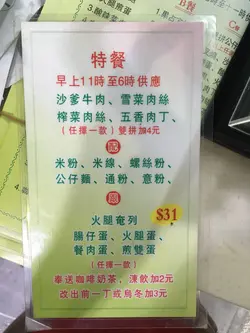 特餐
早上11時至6時供應
沙爹牛肉、雪菜肉絲
榨菜肉絲、五香肉丁、
(任擇一款)雙拼加4元
米粉、米線、螺絲粉、
公仔麵、通粉、意粉、
火腿奄列
$31
腸仔蛋、火腿蛋、
餐肉蛋、煎雙蛋
(任擇一款)
奉送咖啡奶茶、凍飲加2元
改出前一丁或烏冬加3元